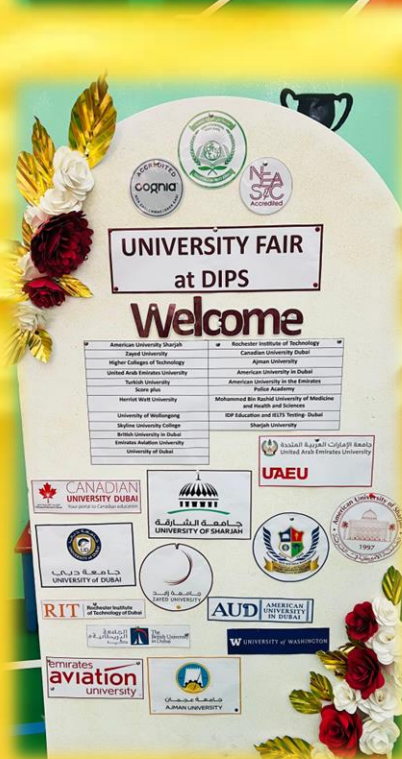 ACCREDITED
cognia
NEA
S/C
Accredited
UNIVERSITY FAIR
at DIPS
Welcome
American University Sharjah
Rochester Institute of Technology
Zayed University
Canadian University Dubai
Higher Colleges of Technology
Ajman University
United Arab Emirates University
American University in Dubai
Turkish University
American University in the Emirates
Score plus
Police Academy
Herriot Watt University
Mohammed Bin Rashid University of Medicine
and Health and Sciences
University of Wollongong
IDP Education and IELTS Testing- Dubai
Skyline University College
Sharjah University
British University in Dubai
Emirates Aviation University
University of Dubai
جامعة الإمارات العربية المتحدة
United Arab Emirates University
UAEU
CANADIAN
UNIVERSITY DUBAI
Your portal to Canadian education
جامعة الشارقة
UNIVERSITY OF SHARJAH
American University of
1997
جامعة دبي
UNIVERSITY of DUBAI
جامعة زايد
ZAYED UNIVERSITY
RIT
Rochester Institute
of Technology of Dubai
AUD
AMERICAN
UNIVERSITY
IN DUBAI
The
British University
in Dubai
W UNIVERSITY of WASHINGTON
emirates
aviation
university
جامعة عجمان
AJMAN UNIVERSITY